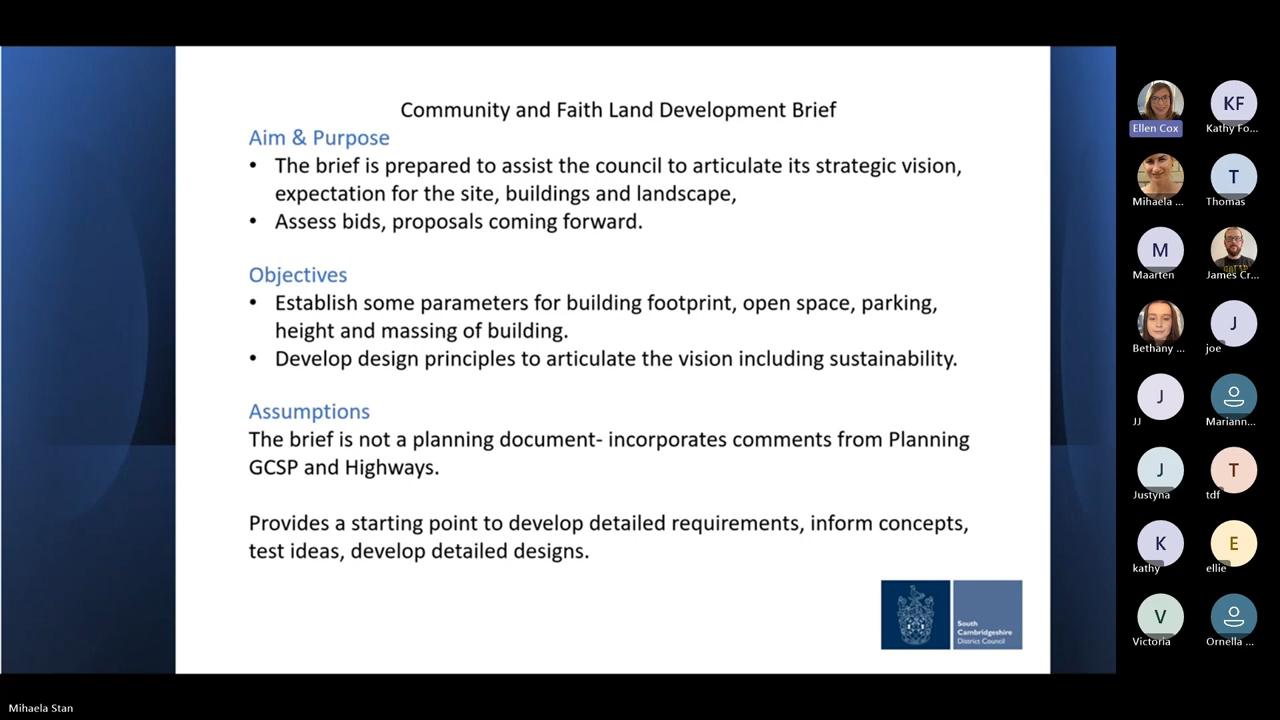 Community and Faith Land Development Brief
Aim & Purpose
• The brief is prepared to assist the council to articulate its strategic vision,
expectation for the site, buildings and landscape,
• Assess bids, proposals coming forward.
Objectives
• Establish some parameters for building footprint, open space, parking,
height and massing of building.
• Develop design principles to articulate the vision including sustainability.
Assumptions
The brief is not a planning document- incorporates comments from Planning
GCSP and Highways.
Provides a starting point to develop detailed requirements, inform concepts,
test ideas, develop detailed designs.
South
Cambridgeshire
District Council
Ellen Cox
KF
Kathy Fo...
Mihaela ...
T
Thomas
M
Maarten
James Cr...
Bethany ...
J
joe
J
JJ
Mariann...
J
Justyna
T
tdf
K
kathy
E
ellie
V
Victoria
Ornella ...
Mihaela Stan